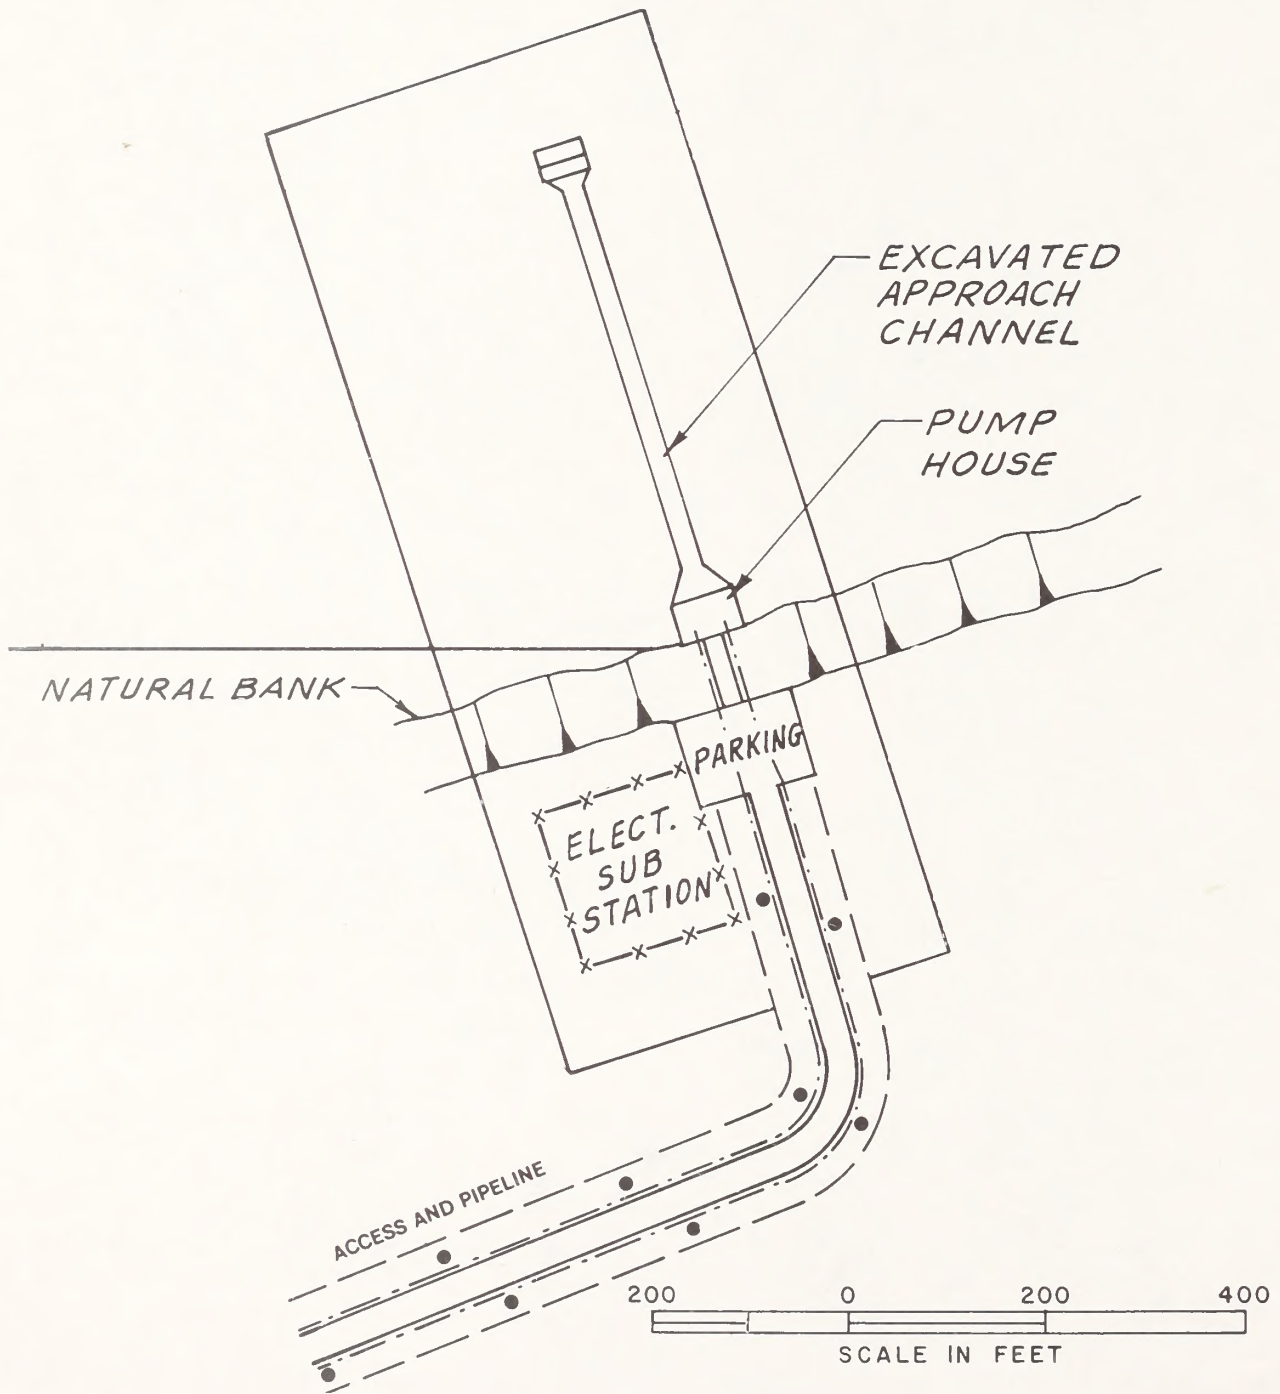 EXCAVATED
APPROACH
CHANNEL
PUMP
HOUSE
NATURAL BANK
PARKING
ELECT.
SUB
STATION
ACCESS AND PIPELINE
200 0 200 400
SCALE IN FEET